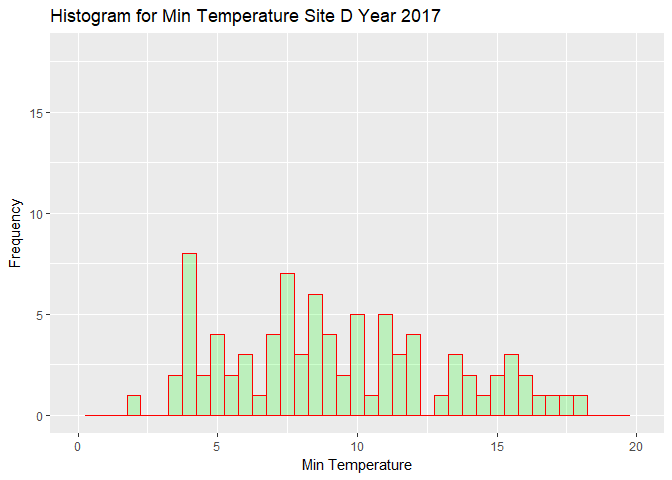 Histogram for Min Temperature Site D Year 2017
15
10
5
0
Frequency
0 5 10 15 20
Min Temperature